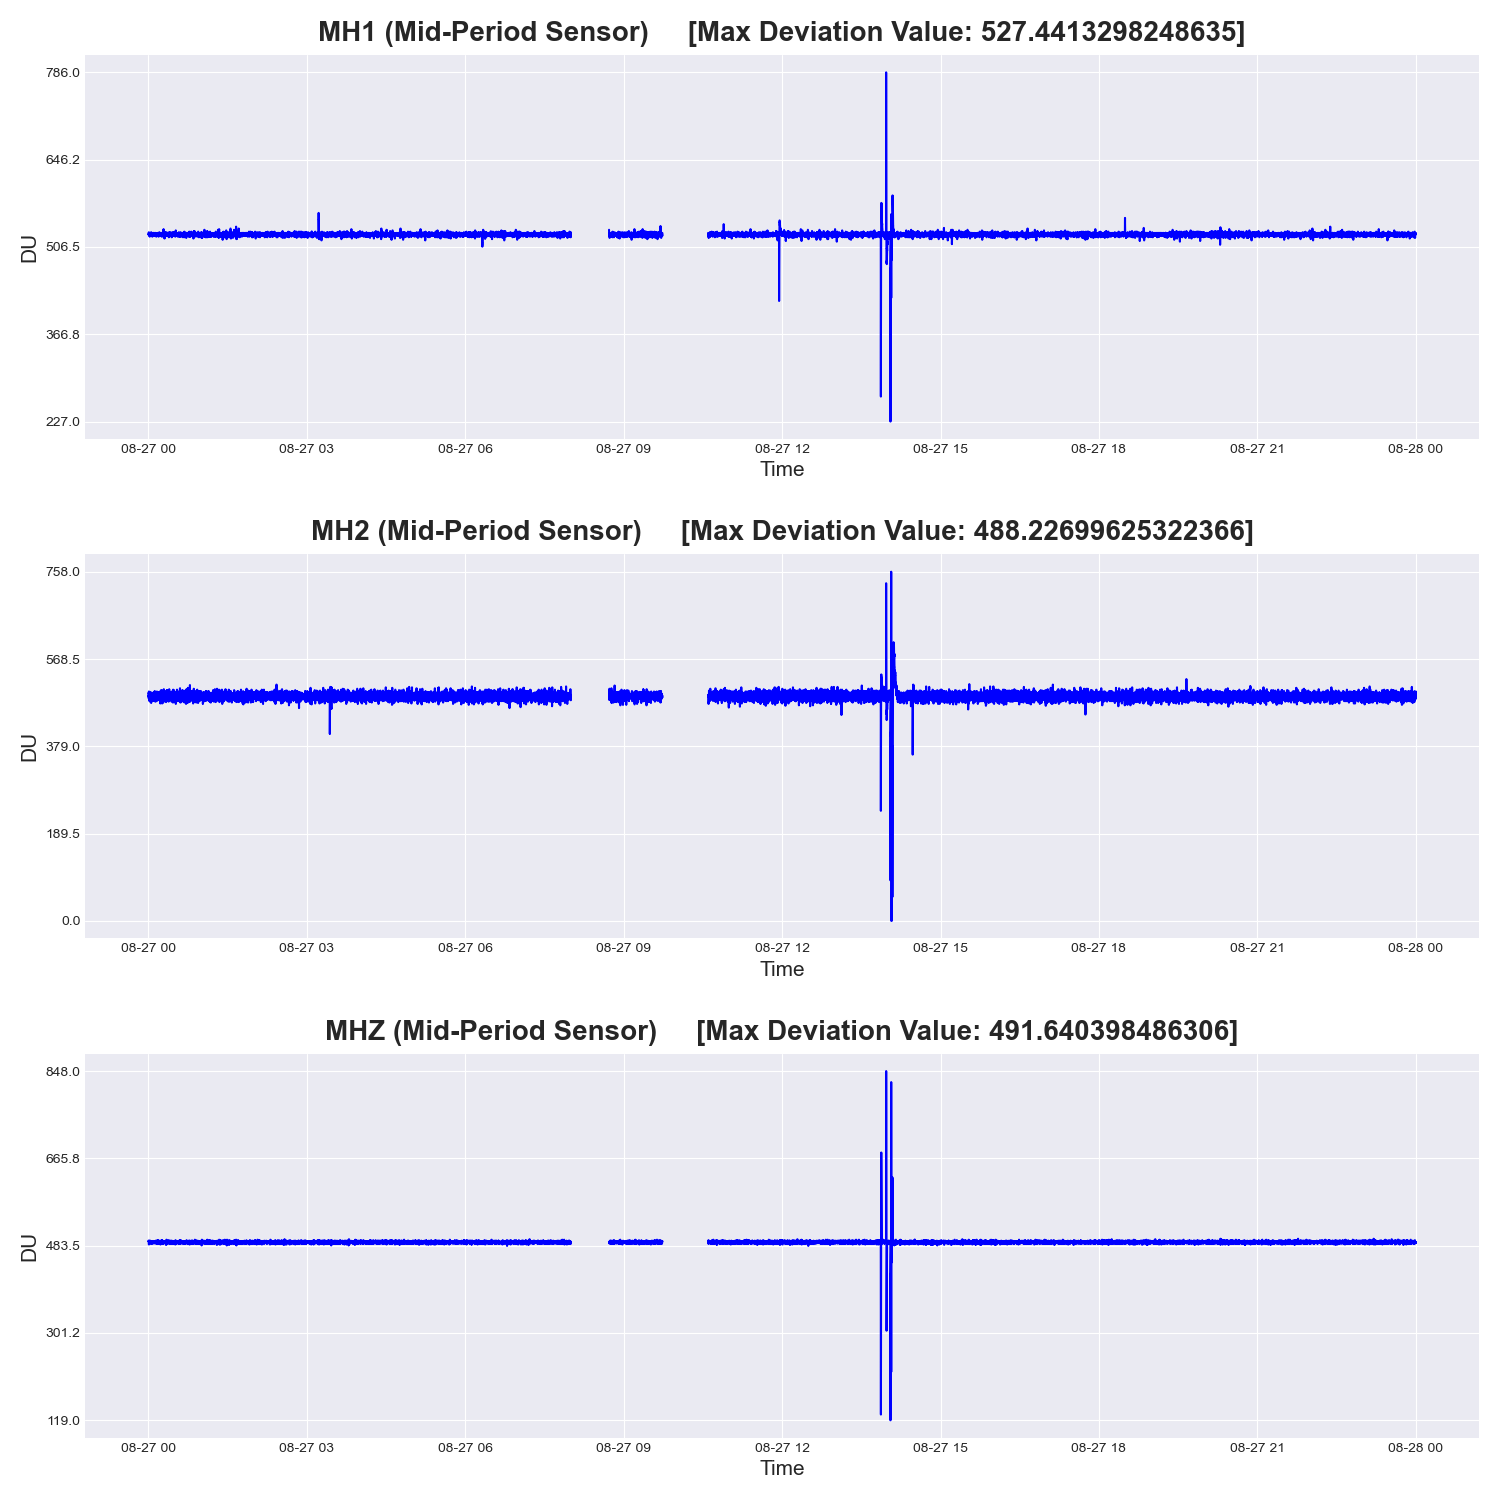 MH1 (Mid-Period Sensor) [Max Deviation Value: 527.4413298248635]
786.0
646.2
506.5
366.8
227.0
DU
08-27 00 08-27 03 08-27 06 08-27 09 08-27 12 08-27 15 08-27 18 08-27 21 08-28 00
Time
MH2 (Mid-Period Sensor) [Max Deviation Value: 488.22699625322366]
758.0
568.5
379.0
189.5
0.0
DU
08-27 00 08-27 03 08-27 06 08-27 09 08-27 12 08-27 15 08-27 18 08-27 21 08-28 00
Time
MHZ (Mid-Period Sensor) [Max Deviation Value: 491.640398486306]
848.0
665.8
483.5
301.2
119.0
DU
08-27 00 08-27 03 08-27 06 08-27 09 08-27 12 08-27 15 08-27 18 08-27 21 08-28 00
Time